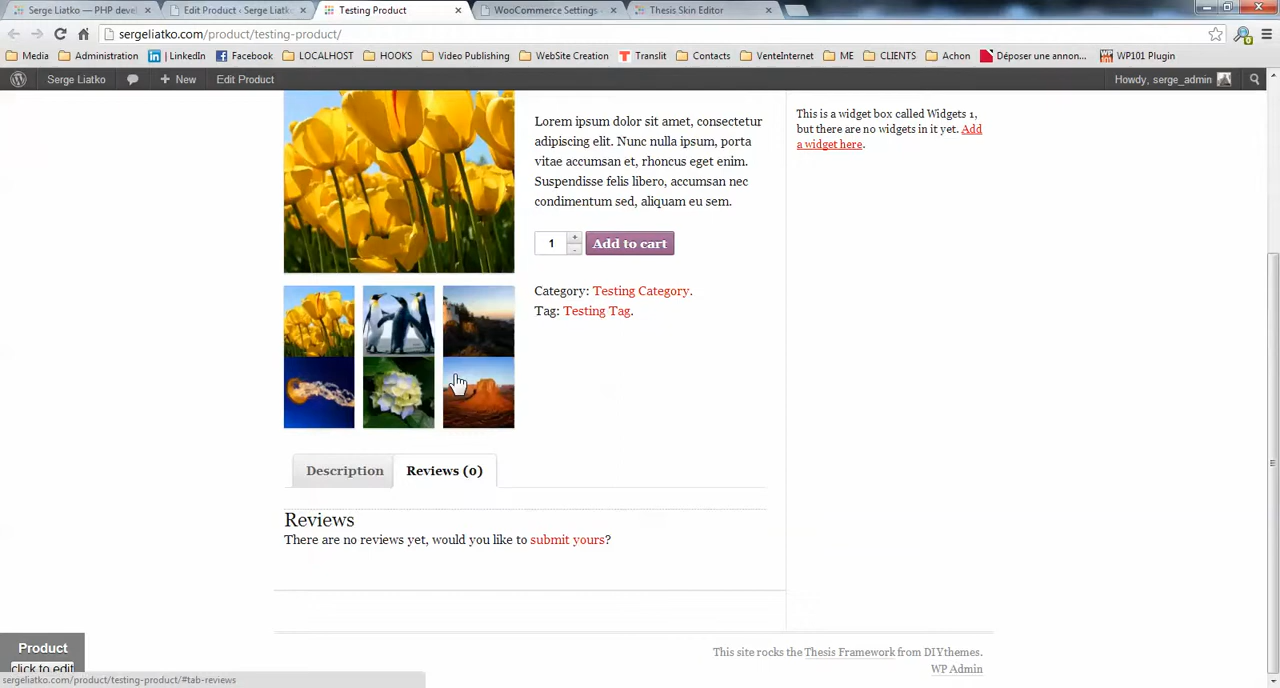 Serge Liatko — PHP devel
Edit Product ‹ Serge Liatk
Testing Product
WooCommerce Settings ‹
Thesis Skin Editor
sergeliatko.com/product/testing-product/
Media
Administration
LinkedIn
Facebook
LOCALHOST
HOOKS
Video Publishing
WebSite Creation
Translit
Contacts
VenteInternet
ME
CLIENTS
Achon
Déposer une annon...
WP101 Plugin
Serge Liatko
New
Edit Product
Howdy, serge_admin
Lorem ipsum dolor sit amet, consectetur
adipiscing elit. Nunc nulla ipsum, porta
vitae accumsan et, rhoncus eget enim.
Suspendisse felis libero, accumsan nec
condimentum sed, aliquam eu sem.
This is a widget box called Widgets 1,
but there are no widgets in it yet. Add
a widget here.
1 + - Add to cart
Category: Testing Category.
Tag: Testing Tag.
Description
Reviews (0)
Reviews
There are no reviews yet, would you like to submit yours?
This site rocks the Thesis Framework from DIYthemes.
WP Admin
Product
click to edit
sergeliatko.com/product/testing-product/#tab-reviews